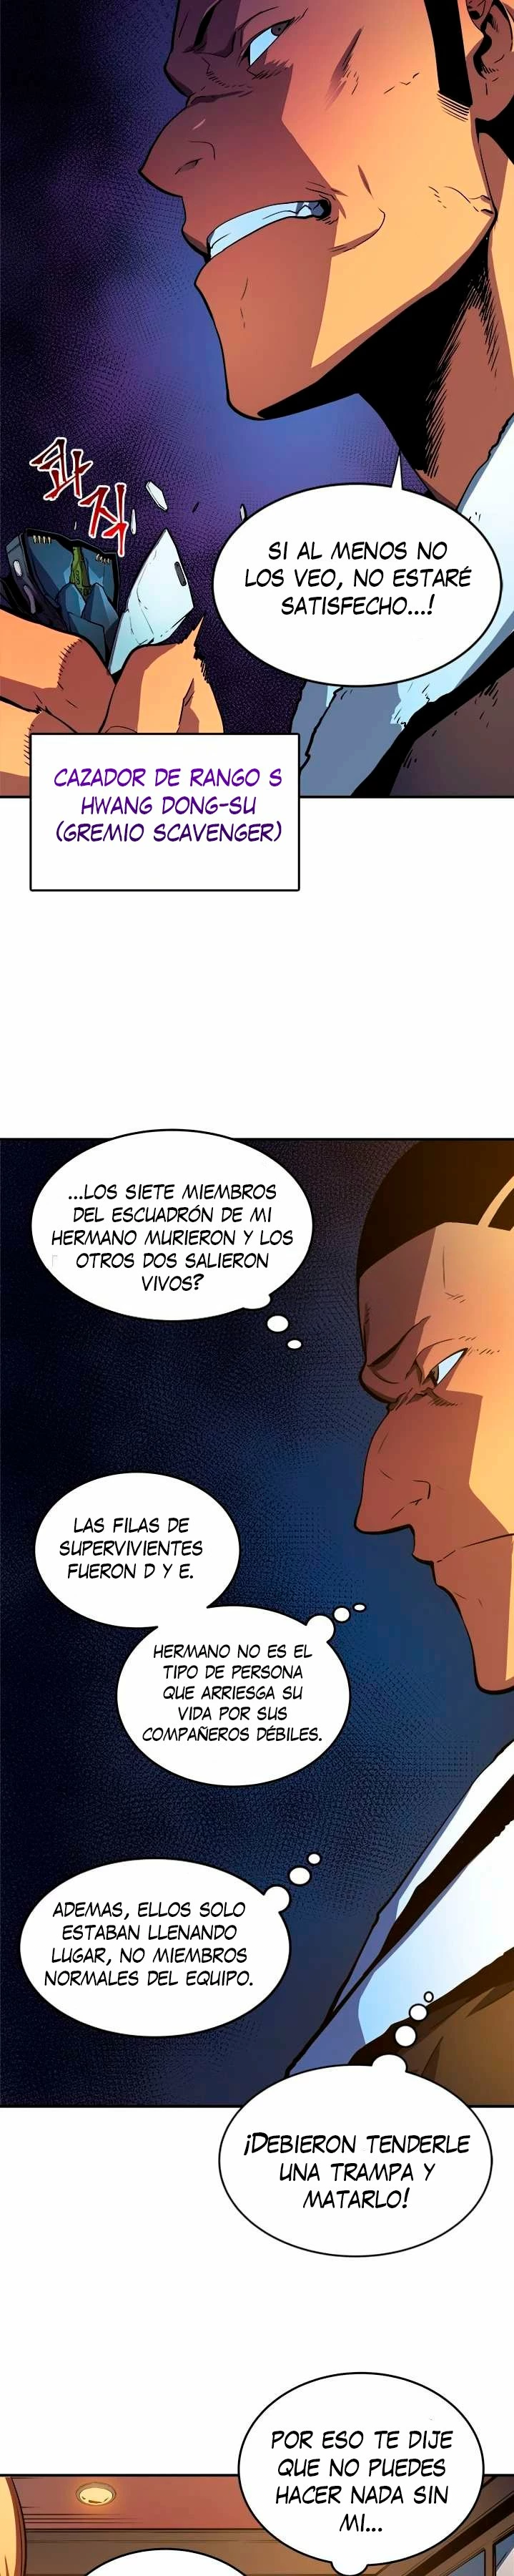 콰직
SI AL MENOS NO
LOS VEO, NO ESTARÉ
SATISFECHO...!
CAZADOR DE RANGO S
HWANG DONG-SU
(GREMIO SCAVENGER)
...LOS SIETE MIEMBROS
DEL ESCUADRÓN DE MI
HERMANO MURIERON Y LOS
OTROS DOS SALIERON
VIVOS?
LAS FILAS DE
SUPERVIVIENTES
FUERON D Y E.
HERMANO NO ES EL
TIPO DE PERSONA
QUE ARRIESGA SU
VIDA POR SUS
COMPAÑEROS DÉBILES.
ADEMAS, ELLOS SOLO
ESTABAN LLENANDO
LUGAR, NO MIEMBROS
NORMALES DEL EQUIPO.
¡DEBIERON TENDERLE
UNA TRAMPA Y
MATARLO!
POR ESO TE DIJE
QUE NO PUEDES
HACER NADA SIN
MI...